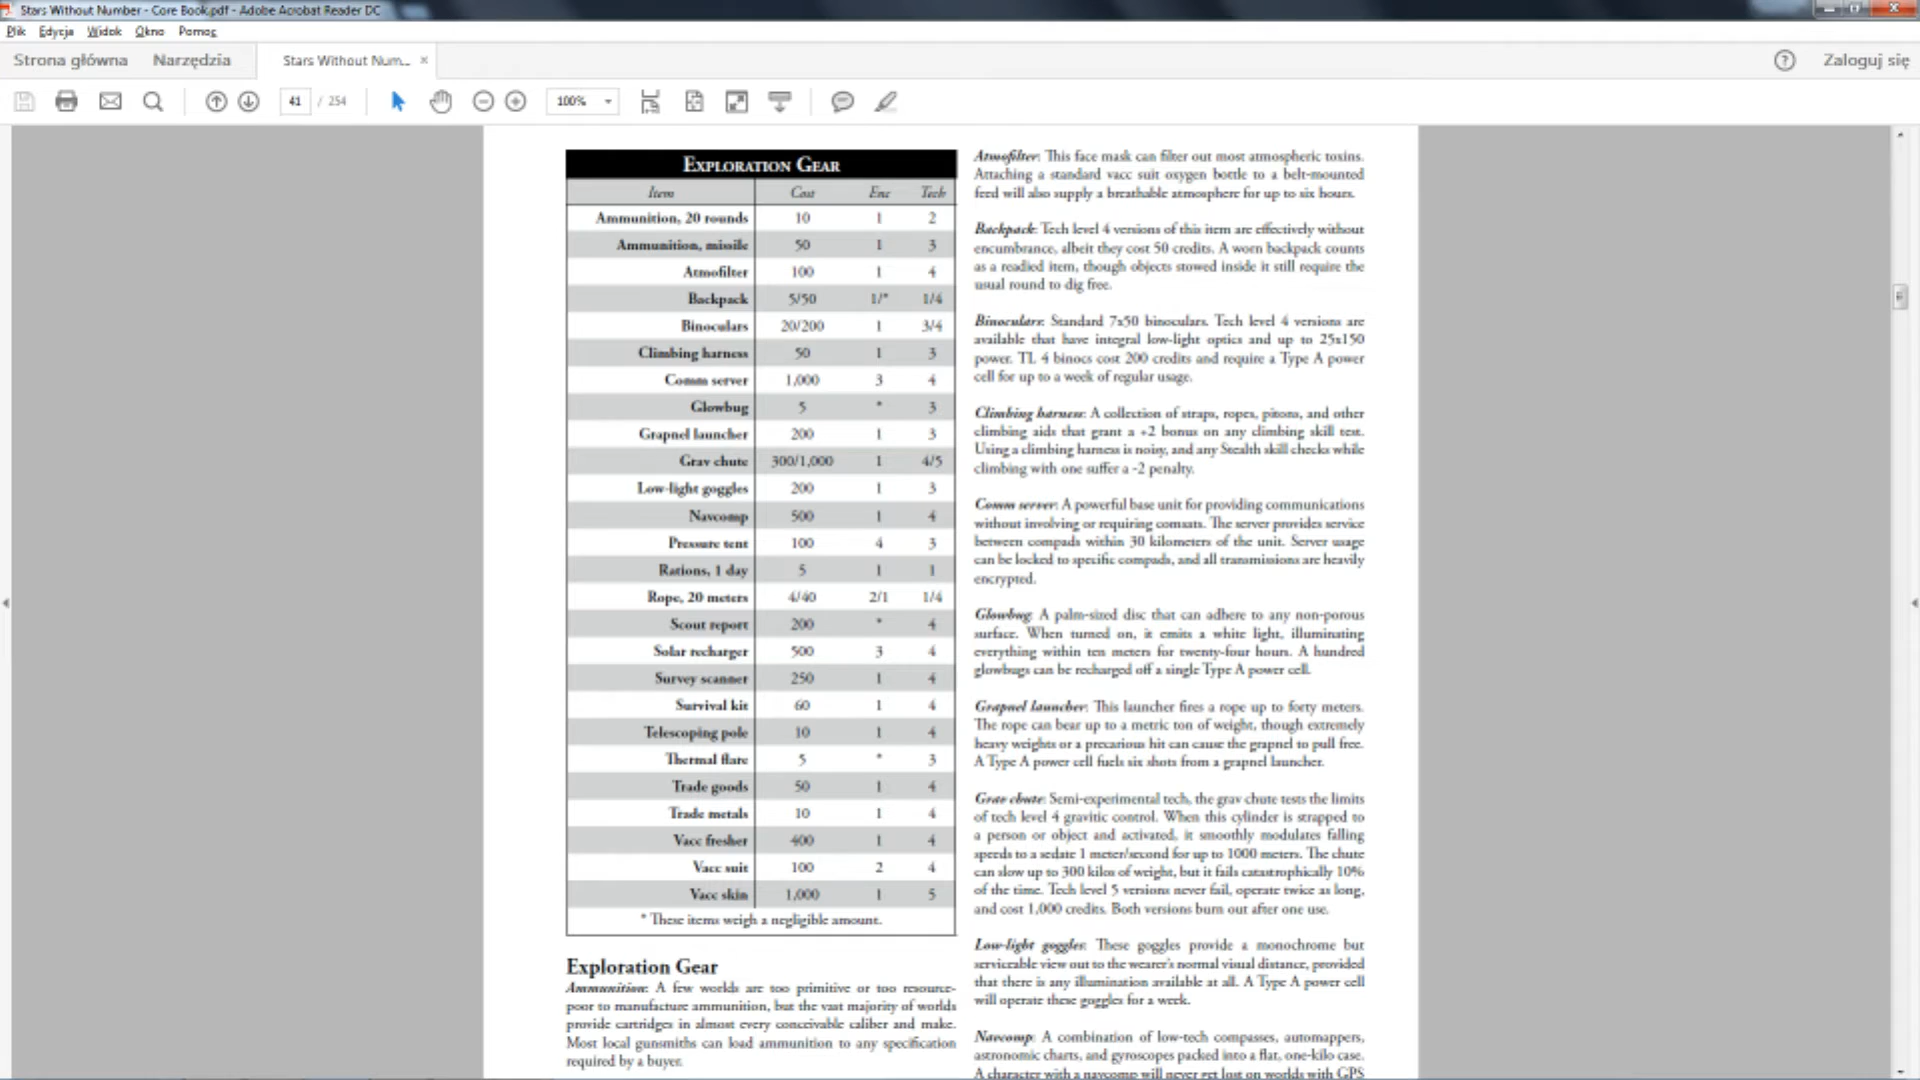 Stars Without Number - Core Book.pdf - Adobe Acrobat Reader DC
Plik Edycja Widok Okno Pomoc
Strona główna Narzędzia Stars Without Num... × Zaloguj się
41 / 254 100%
EXPLORATION GEAR
Item Cost Enc Tech
Ammunition, 20 rounds 10 1 2
Ammunition, missile 50 1 3
Atmofilter 100 1 4
Backpack 5/50 1/* 1/4
Binoculars 20/200 1 3/4
Climbing harness 50 1 3
Comm server 1,000 3 4
Glowbug 5 * 3
Grapnel launcher 200 1 3
Grav chute 300/1,000 1 4/5
Low-light goggles 200 1 3
Navcomp 500 1 4
Pressure tent 100 4 3
Rations, 1 day 5 1 1
Rope, 20 meters 4/40 2/1 1/4
Scout report 200 * 4
Solar recharger 500 3 4
Survey scanner 250 1 4
Survival kit 60 1 4
Telescoping pole 10 1 4
Thermal flare 5 * 3
Trade goods 50 1 4
Trade metals 10 1 4
Vacc fresher 400 1 4
Vacc suit 100 2 4
Vacc skin 1,000 1 5
* These items weigh a negligible amount.
Exploration Gear
Ammunition: A few worlds are too primitive or too resource-
poor to manufacture ammunition, but the vast majority of worlds
provide cartridges in almost every conceivable caliber and make.
Most local gunsmiths can load ammunition to any specification
required by a buyer.
Atmofilter: This face mask can filter out most atmospheric toxins.
Attaching a standard vacc suit oxygen bottle to a belt-mounted
feed will also supply a breathable atmosphere for up to six hours.
Backpack: Tech level 4 versions of this item are effectively without
encumbrance, albeit they cost 50 credits. A worn backpack counts
as a readied item, though objects stowed inside it still require the
usual round to dig free.
Binoculars: Standard 7x50 binoculars. Tech level 4 versions are
available that have integral low-light optics and up to 25x150
power. TL 4 binocs cost 200 credits and require a Type A power
cell for up to a week of regular usage.
Climbing harness: A collection of straps, ropes, pitons, and other
climbing aids that grant a +2 bonus on any climbing skill test.
Using a climbing harness is noisy, and any Stealth skill checks while
climbing with one suffer a -2 penalty.
Comm server: A powerful base unit for providing communications
without involving or requiring comsats. The server provides service
between compads within 30 kilometers of the unit. Server usage
can be locked to specific compads, and all transmissions are heavily
encrypted.
Glowbug: A palm-sized disc that can adhere to any non-porous
surface. When turned on, it emits a white light, illuminating
everything within ten meters for twenty-four hours. A hundred
glowbugs can be recharged off a single Type A power cell.
Grapnel launcher: This launcher fires a rope up to forty meters.
The rope can bear up to a metric ton of weight, though extremely
heavy weights or a precarious hit can cause the grapnel to pull free.
A Type A power cell fuels six shots from a grapnel launcher.
Grav chute: Semi-experimental tech, the grav chute tests the limits
of tech level 4 gravitic control. When this cylinder is strapped to
a person or object and activated, it smoothly modulates falling
speeds to a sedate 1 meter/second for up to 1000 meters. The chute
can slow up to 300 kilos of weight, but it fails catastrophically 10%
of the time. Tech level 5 versions never fail, operate twice as long,
and cost 1,000 credits. Both versions burn out after one use.
Low-light goggles: These goggles provide a monochrome but
serviceable view out to the wearer's normal visual distance, provided
that there is any illumination available at all. A Type A power cell
will operate these goggles for a week.
Navcomp: A combination of low-tech compasses, automappers,
astronomic charts, and gyroscopes packed into a flat, one-kilo case.
A character with a navcomp will never get lost on worlds with GPS